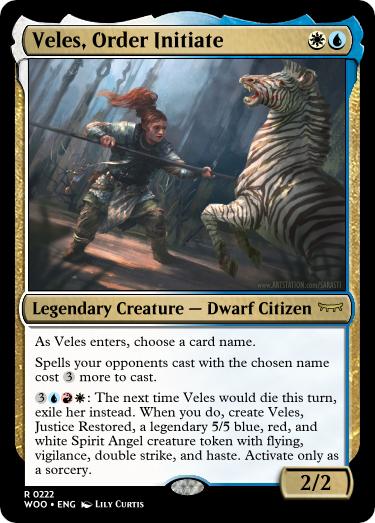 Veles, Order Initiate
www.artstation.com/sarasti
Legendary Creature — Dwarf Citizen
As Veles enters, choose a card name.
Spells your opponents cast with the chosen name
cost 3 more to cast.
3: The next time Veles would die this turn,
exile her instead. When you do, create Veles,
Justice Restored, a legendary 5/5 blue, red, and
white Spirit Angel creature token with flying,
vigilance, double strike, and haste. Activate only as
a sorcery.
2/2
R 0222
WOO • ENG Lily Curtis